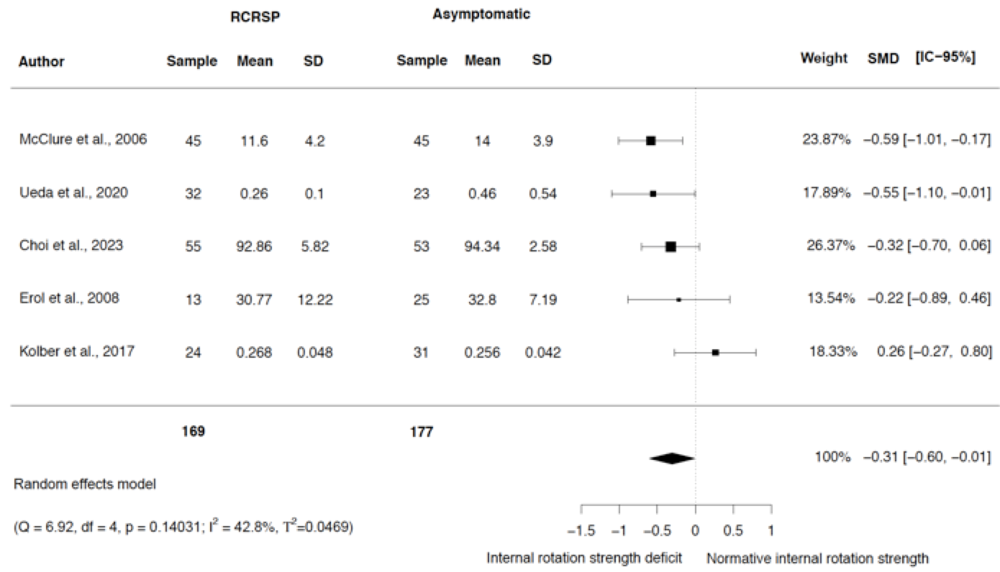 RCRSP Asymptomatic
Author Sample Mean SD Sample Mean SD Weight SMD [IC−95%]
McClure et al., 2006 45 11.6 4.2 45 14 3.9 23.87% −0.59 [−1.01, −0.17]
Ueda et al., 2020 32 0.26 0.1 23 0.46 0.54 17.89% −0.55 [−1.10, −0.01]
Choi et al., 2023 55 92.86 5.82 53 94.34 2.58 26.37% −0.32 [−0.70, 0.06]
Erol et al., 2008 13 30.77 12.22 25 32.8 7.19 13.54% −0.22 [−0.89, 0.46]
Kolber et al., 2017 24 0.268 0.048 31 0.256 0.042 18.33% 0.26 [−0.27, 0.80]
169 177
100% −0.31 [−0.60, −0.01]
Random effects model
(Q = 6.92, df = 4, p = 0.14031; I² = 42.8%, T²=0.0469)
−1.5 −1 −0.5 0 0.5 1
Internal rotation strength deficit Normative internal rotation strength